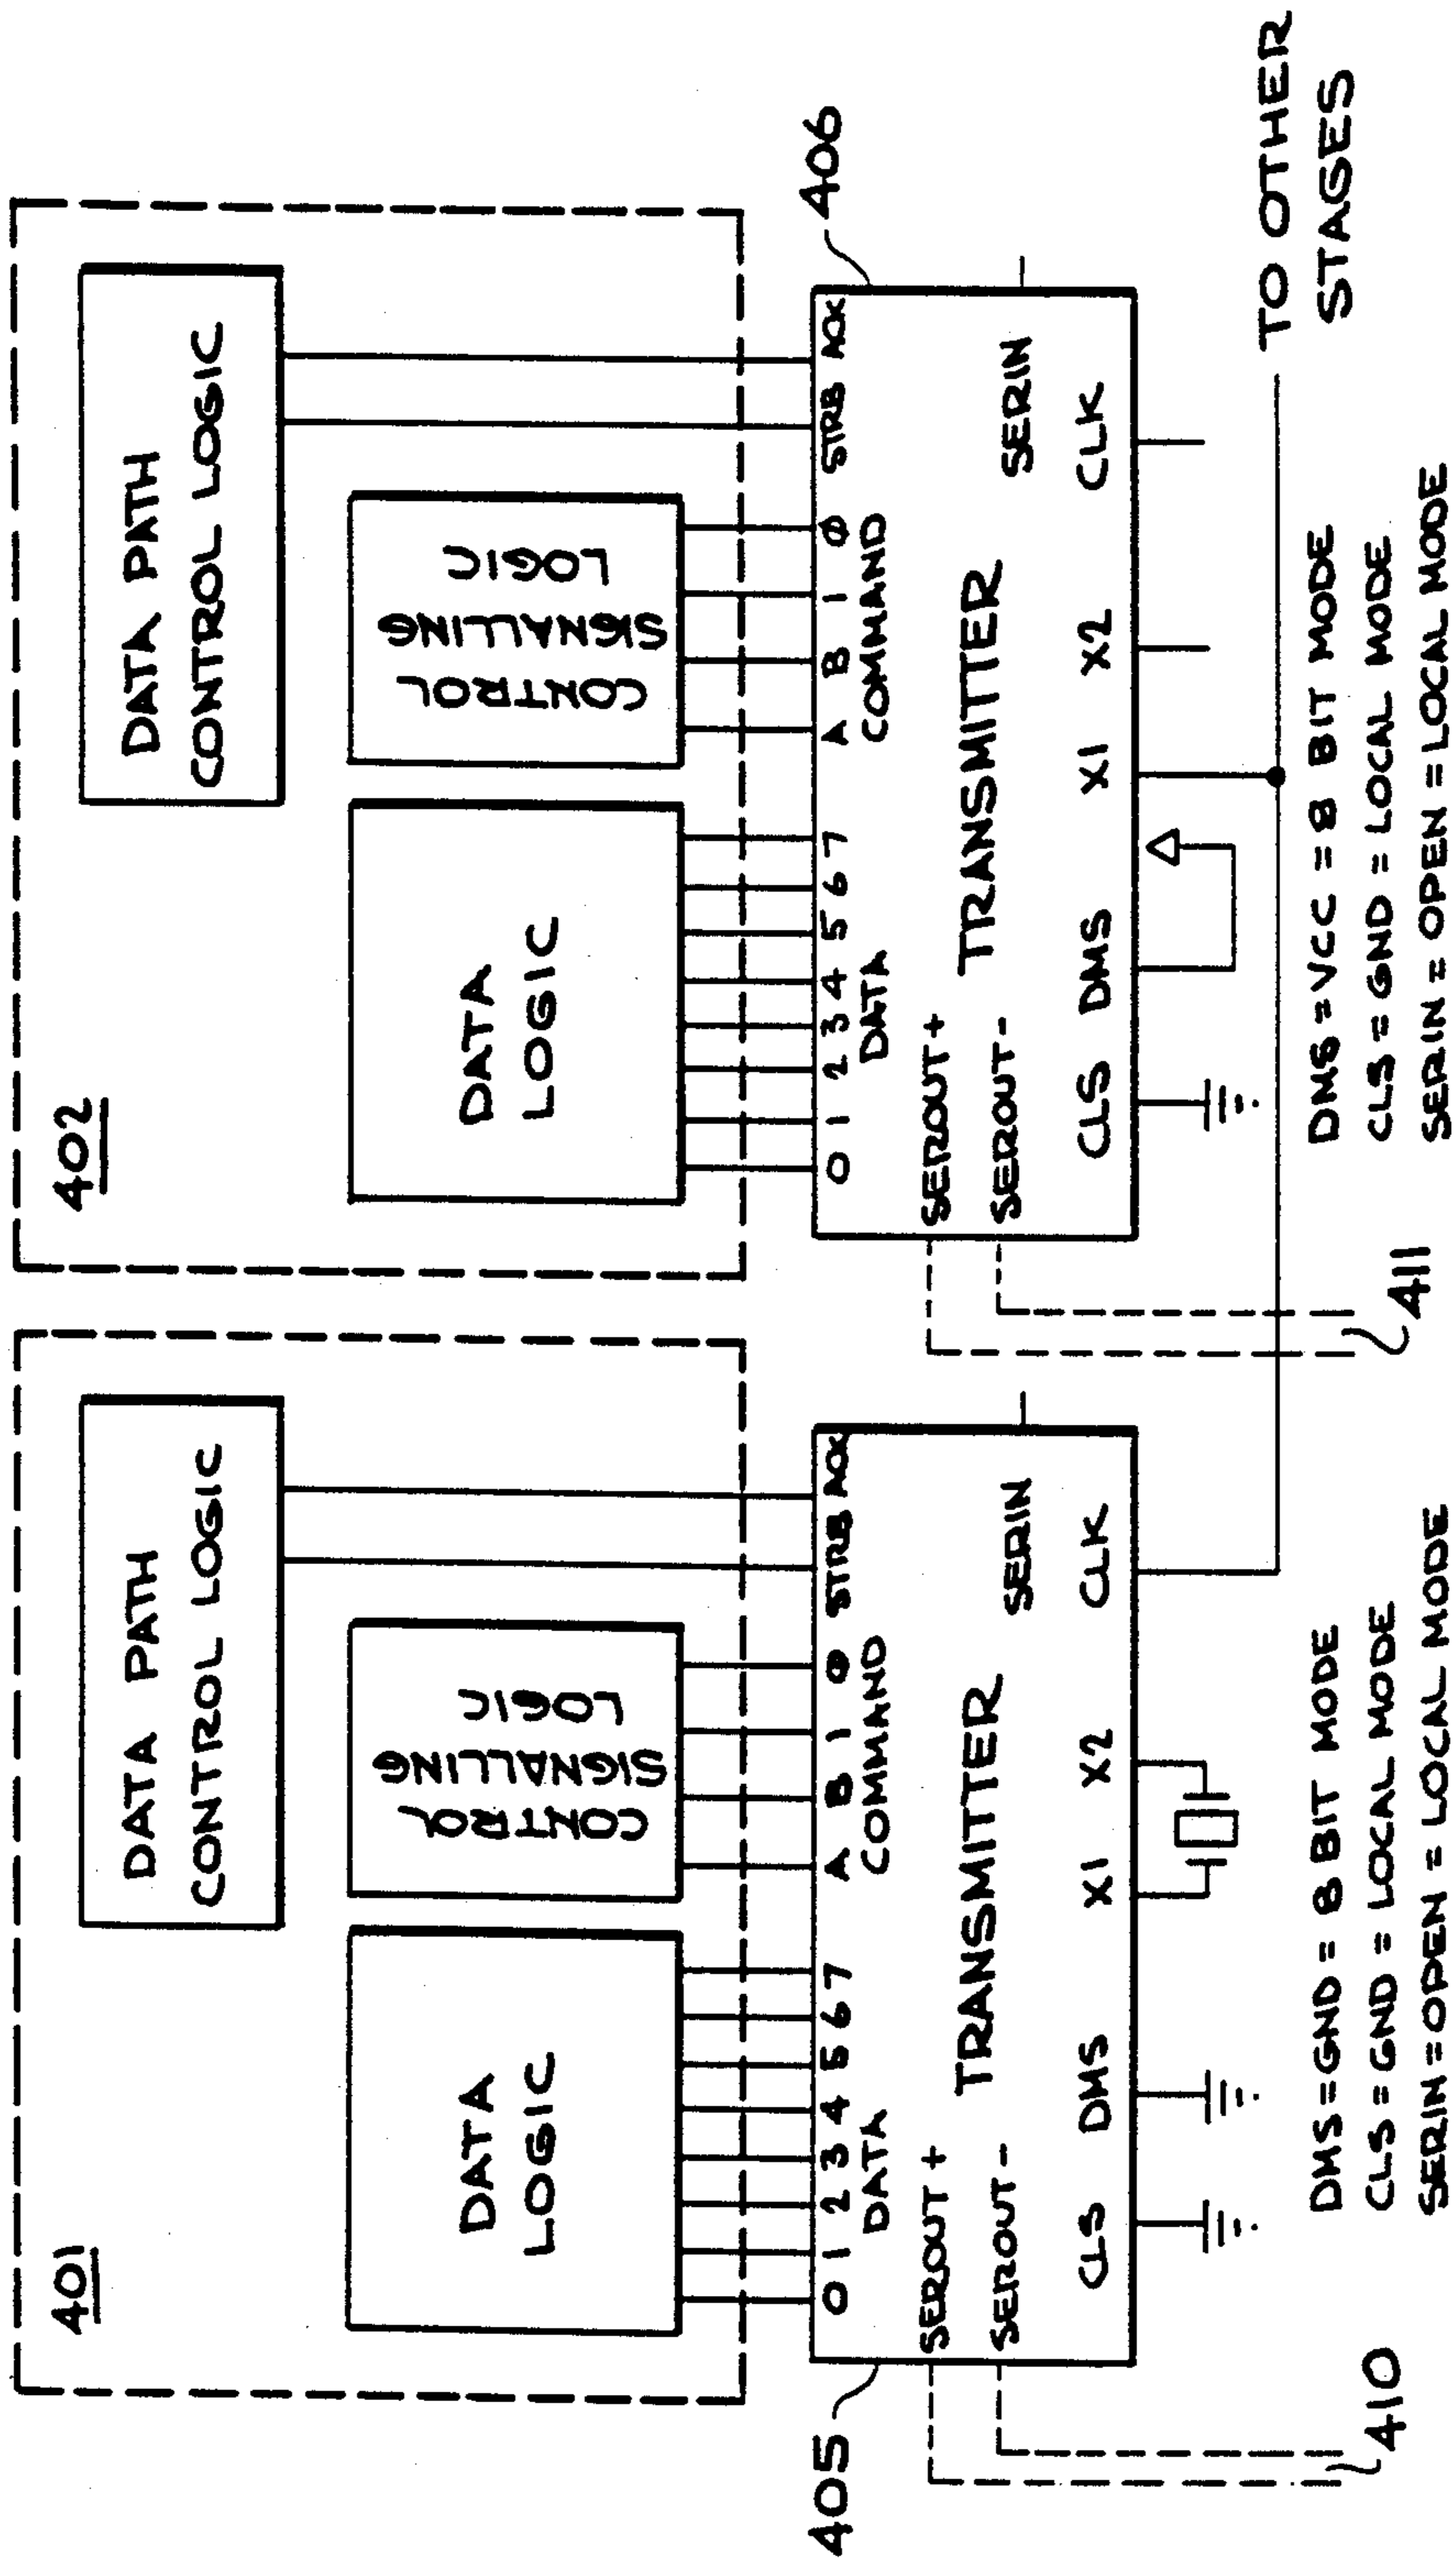 401
DATA PATH
CONTROL LOGIC
DATA
LOGIC
CONTROL
SIGNALLING
LOGIC
0 1 2 3 4 5 6 7 A B 1 0 STRB ACK
DATA COMMAND
SEROUT +
SEROUT -
TRANSMITTER
SERIN
CLS DMS X1 X2 CLK
405
410
DMS = GND = 8 BIT MODE
CLS = GND = LOCAL MODE
SERIN = OPEN = LOCAL MODE
402
DATA PATH
CONTROL LOGIC
DATA
LOGIC
CONTROL
SIGNALLING
LOGIC
0 1 2 3 4 5 6 7 A B 1 Φ STRB ACK
DATA COMMAND
SEROUT +
SEROUT -
TRANSMITTER
SERIN
CLS DMS X1 X2 CLK
406
411
TO OTHER
STAGES
DMS = VCC = 8 BIT MODE
CLS = GND = LOCAL MODE
SERIN = OPEN = LOCAL MODE